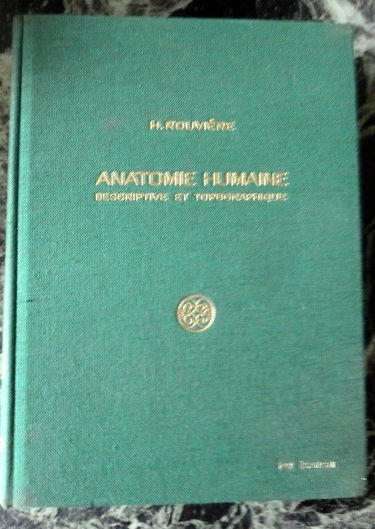 H. ROUVIÈRE
ANATOMIE HUMAINE
DESCRIPTIVE ET TOPOGRAPHIQUE